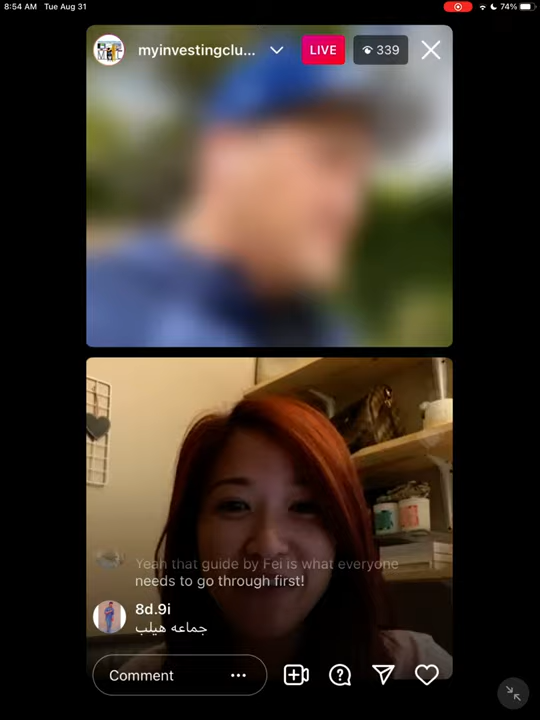 8:54 AM Tue Aug 31
74%
myinvestingclu...
LIVE
339
Yeah that guide by Fei is what everyone
needs to go through first!
8d.9i
جماعه هيلب
Comment